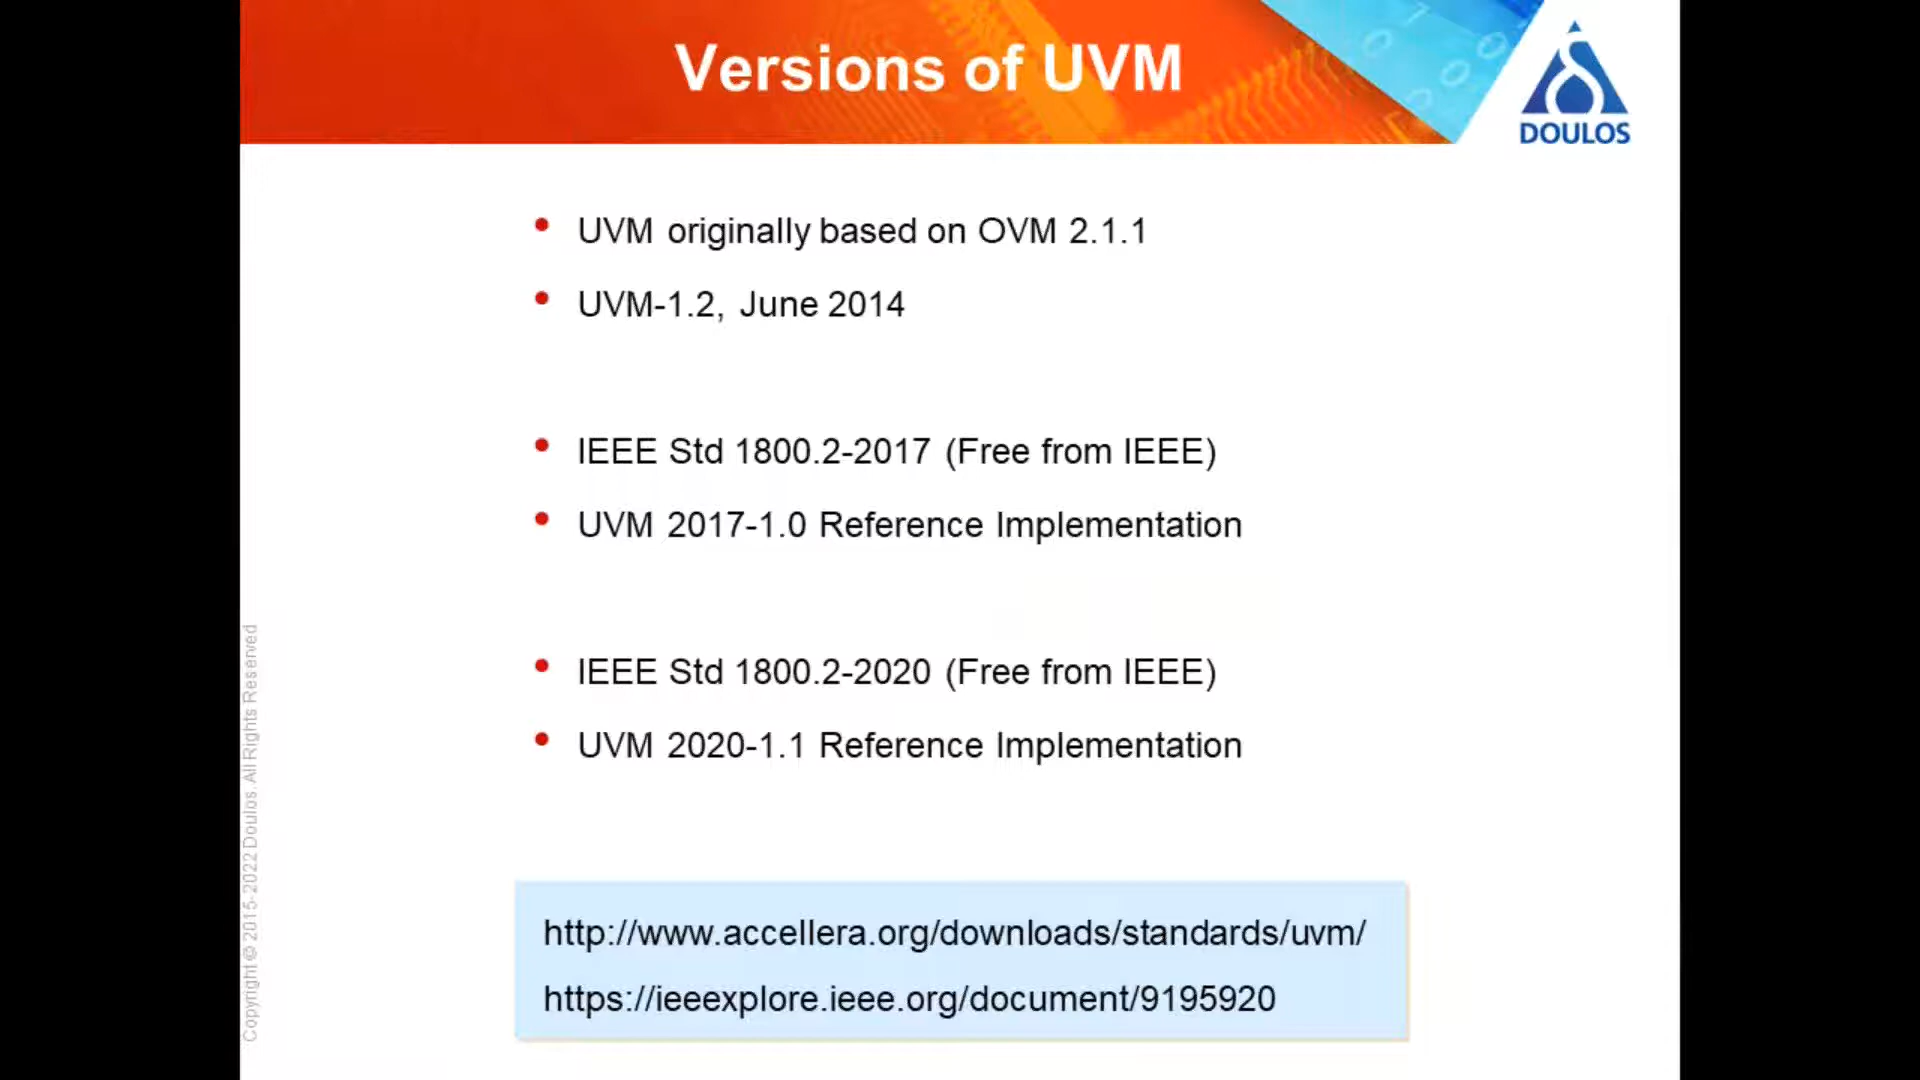 Versions of UVM
DOULOS
• UVM originally based on OVM 2.1.1
• UVM-1.2, June 2014
• IEEE Std 1800.2-2017 (Free from IEEE)
• UVM 2017-1.0 Reference Implementation
• IEEE Std 1800.2-2020 (Free from IEEE)
• UVM 2020-1.1 Reference Implementation
http://www.accellera.org/downloads/standards/uvm/
https://ieeexplore.ieee.org/document/9195920
Copyright © 2015-2022 Doulos. All Rights Reserved